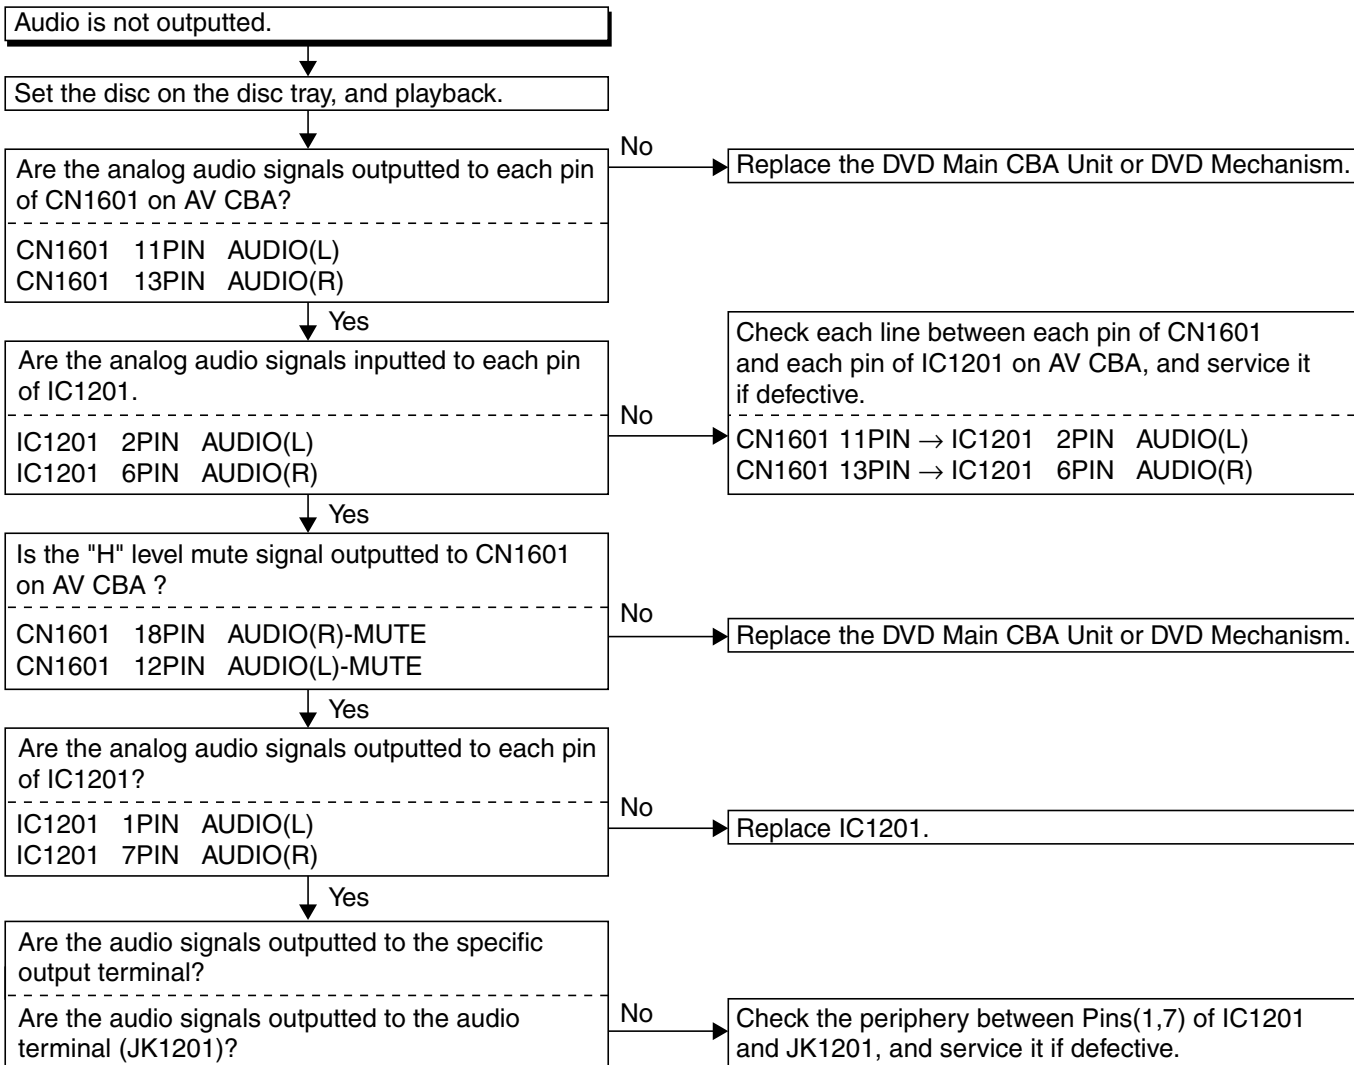 Audio is not outputted.
Set the disc on the disc tray, and playback.
Are the analog audio signals outputted to each pin
of CN1601 on AV CBA?
CN1601 11PIN AUDIO(L)
CN1601 13PIN AUDIO(R)
No
Replace the DVD Main CBA Unit or DVD Mechanism.
Yes
Are the analog audio signals inputted to each pin
of IC1201.
IC1201 2PIN AUDIO(L)
IC1201 6PIN AUDIO(R)
No
Check each line between each pin of CN1601
and each pin of IC1201 on AV CBA, and service it
if defective.
CN1601 11PIN → IC1201 2PIN AUDIO(L)
CN1601 13PIN → IC1201 6PIN AUDIO(R)
Yes
Is the "H" level mute signal outputted to CN1601
on AV CBA ?
CN1601 18PIN AUDIO(R)-MUTE
CN1601 12PIN AUDIO(L)-MUTE
No
Replace the DVD Main CBA Unit or DVD Mechanism.
Yes
Are the analog audio signals outputted to each pin
of IC1201?
IC1201 1PIN AUDIO(L)
IC1201 7PIN AUDIO(R)
No
Replace IC1201.
Yes
Are the audio signals outputted to the specific
output terminal?
Are the audio signals outputted to the audio
terminal (JK1201)?
No
Check the periphery between Pins(1,7) of IC1201
and JK1201, and service it if defective.